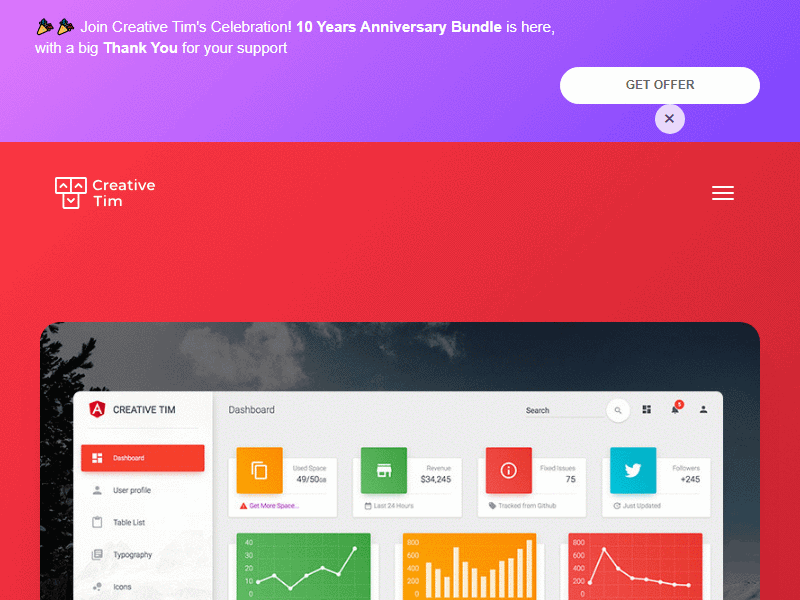 🎉🎉 Join Creative Tim's Celebration! 10 Years Anniversary Bundle is here,
with a big Thank You for your support
GET OFFER
×
Creative
Tim
CREATIVE TIM
Dashboard
Search
5
Dashboard
User profile
Table List
Typography
Icons
Used Space
49/50GB
Get More Space...
Revenue
$34,245
Last 24 Hours
Fixed Issues
75
Tracked from Github
Followers
+245
Just Updated
40
30
20
10
0
800
600
400
200
0
800
600
400
200
0